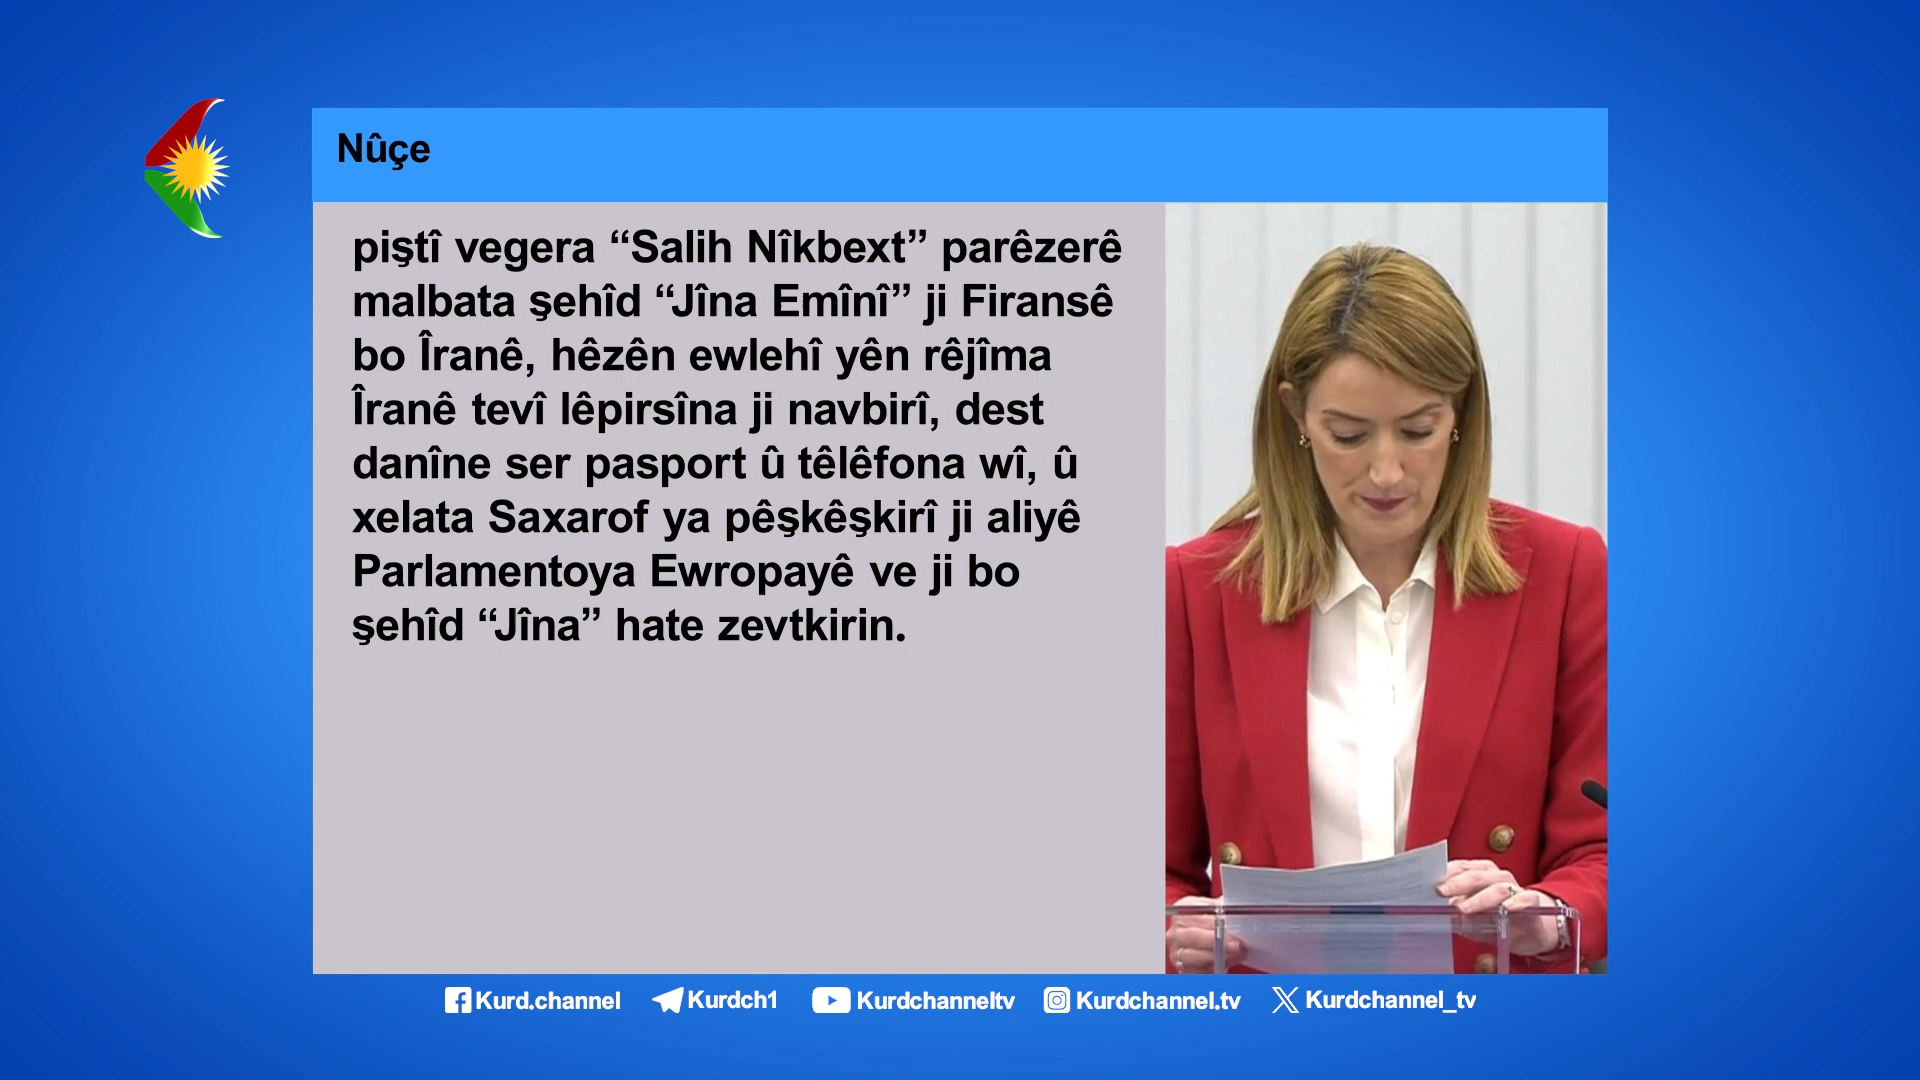 Nûçe
piştî vegera “Salih Nîkbext” parêzerê
malbata şehîd “Jîna Emînî” ji Firansê
bo Îranê, hêzên ewlehî yên rêjîma
Îranê tevî lêpirsîna ji navbirî, dest
danîne ser pasport û têlêfona wî, û
xelata Saxarof ya pêşkêşkirî ji aliyê
Parlamentoya Ewropayê ve ji bo
şehîd “Jîna” hate zevtkirin.
Kurd.channel Kurdch1 Kurdchanneltv Kurdchannel.tv Kurdchannel_tv